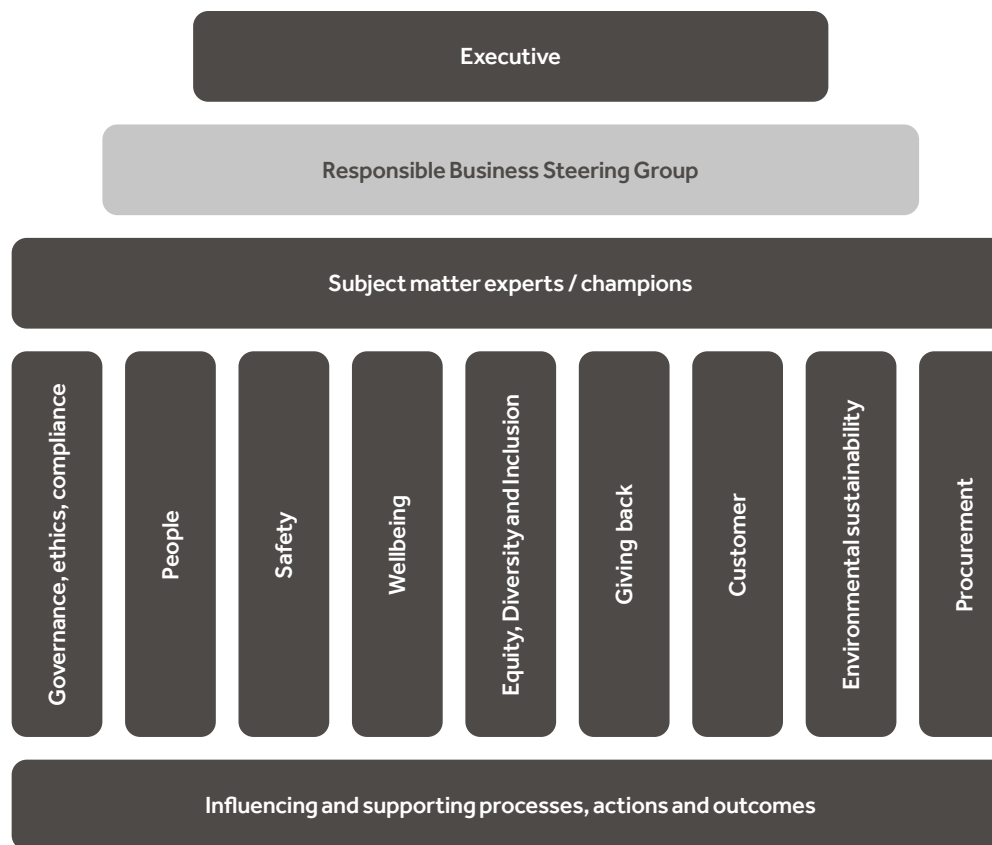 Executive
Responsible Business Steering Group
Subject matter experts / champions
Governance, ethics, compliance
People
Safety
Wellbeing
Equity, Diversity and Inclusion
Giving back
Customer
Environmental sustainability
Procurement
Influencing and supporting processes, actions and outcomes